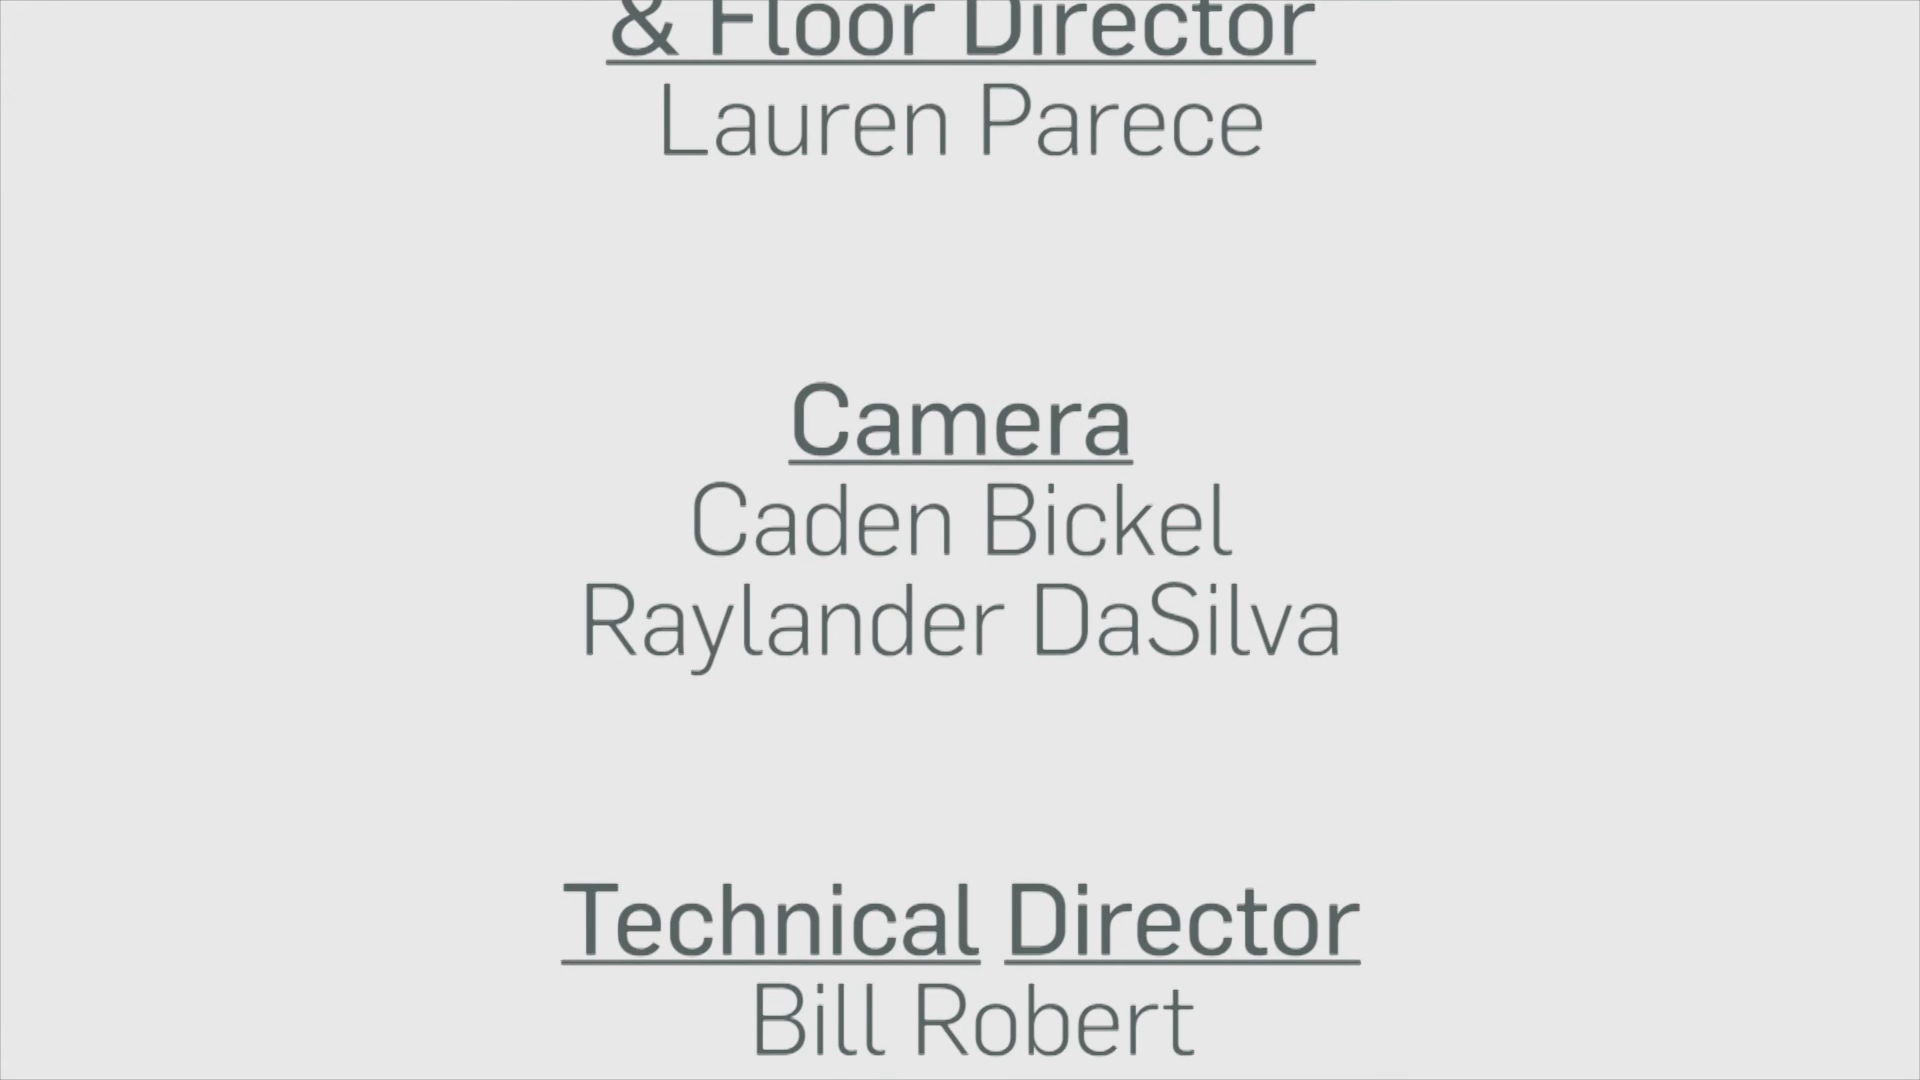 & Floor Director
Lauren Parece
Camera
Caden Bickel
Raylander DaSilva
Technical Director
Bill Robert